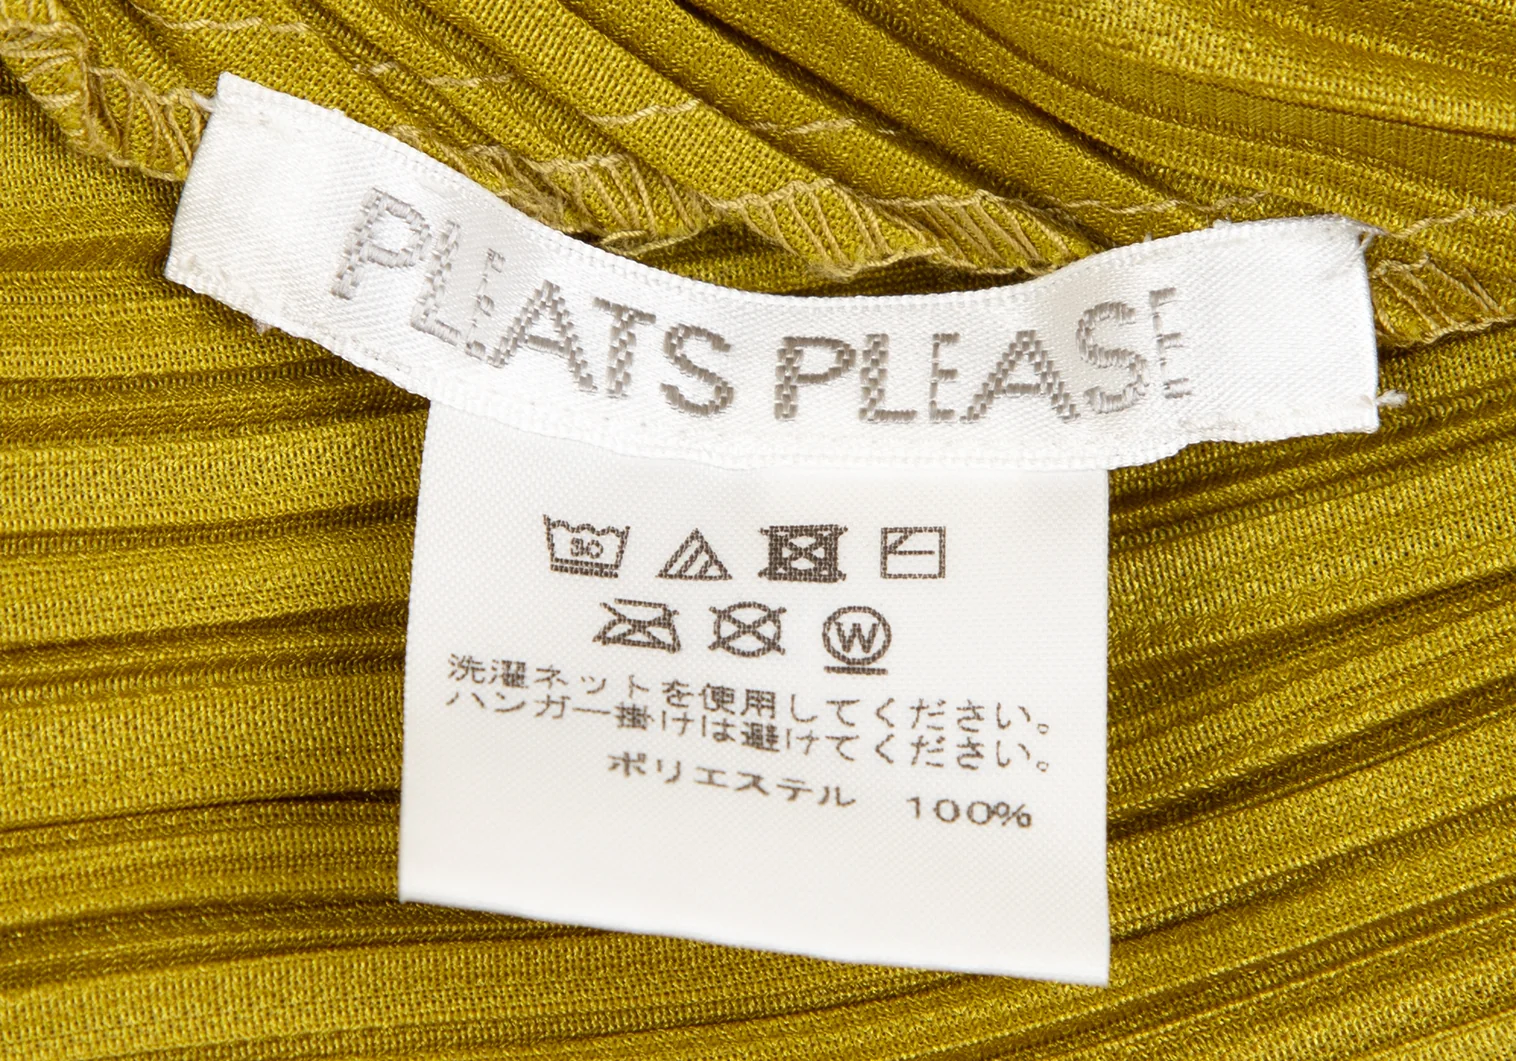 PLEATS PLEASE
30
W
洗濯ネットを使用してください。
ハンガー掛けは避けてください。
ポリエステル 100%